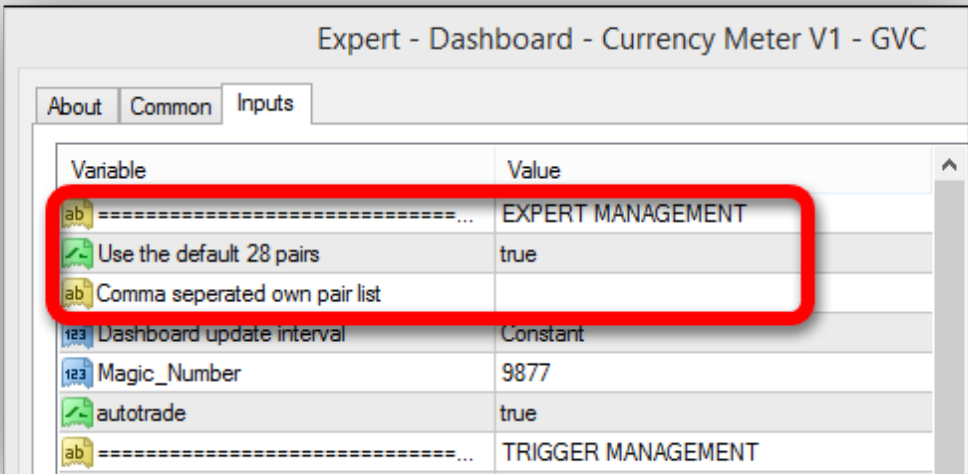 Expert - Dashboard - Currency Meter V1 - GVC
About Common Inputs
Variable Value
ab ==============================... EXPERT MANAGEMENT
Use the default 28 pairs true
ab Comma seperated own pair list
123 Dashboard update interval Constant
123 Magic_Number 9877
autotrade true
ab ==============================... TRIGGER MANAGEMENT